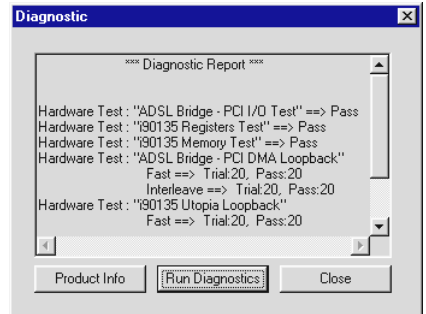 Diagnostic
*** Diagnostic Report ***
Hardware Test : "ADSL Bridge - PCI I/O Test" ==> Pass
Hardware Test : "i90135 Registers Test" ==> Pass
Hardware Test : "i90135 Memory Test" ==> Pass
Hardware Test : "ADSL Bridge - PCI DMA Loopback"
Fast ==> Trial:20, Pass:20
Interleave ==> Trial:20, Pass:20
Hardware Test : "i90135 Utopia Loopback"
Fast ==> Trial:20, Pass:20
Product Info Run Diagnostics Close